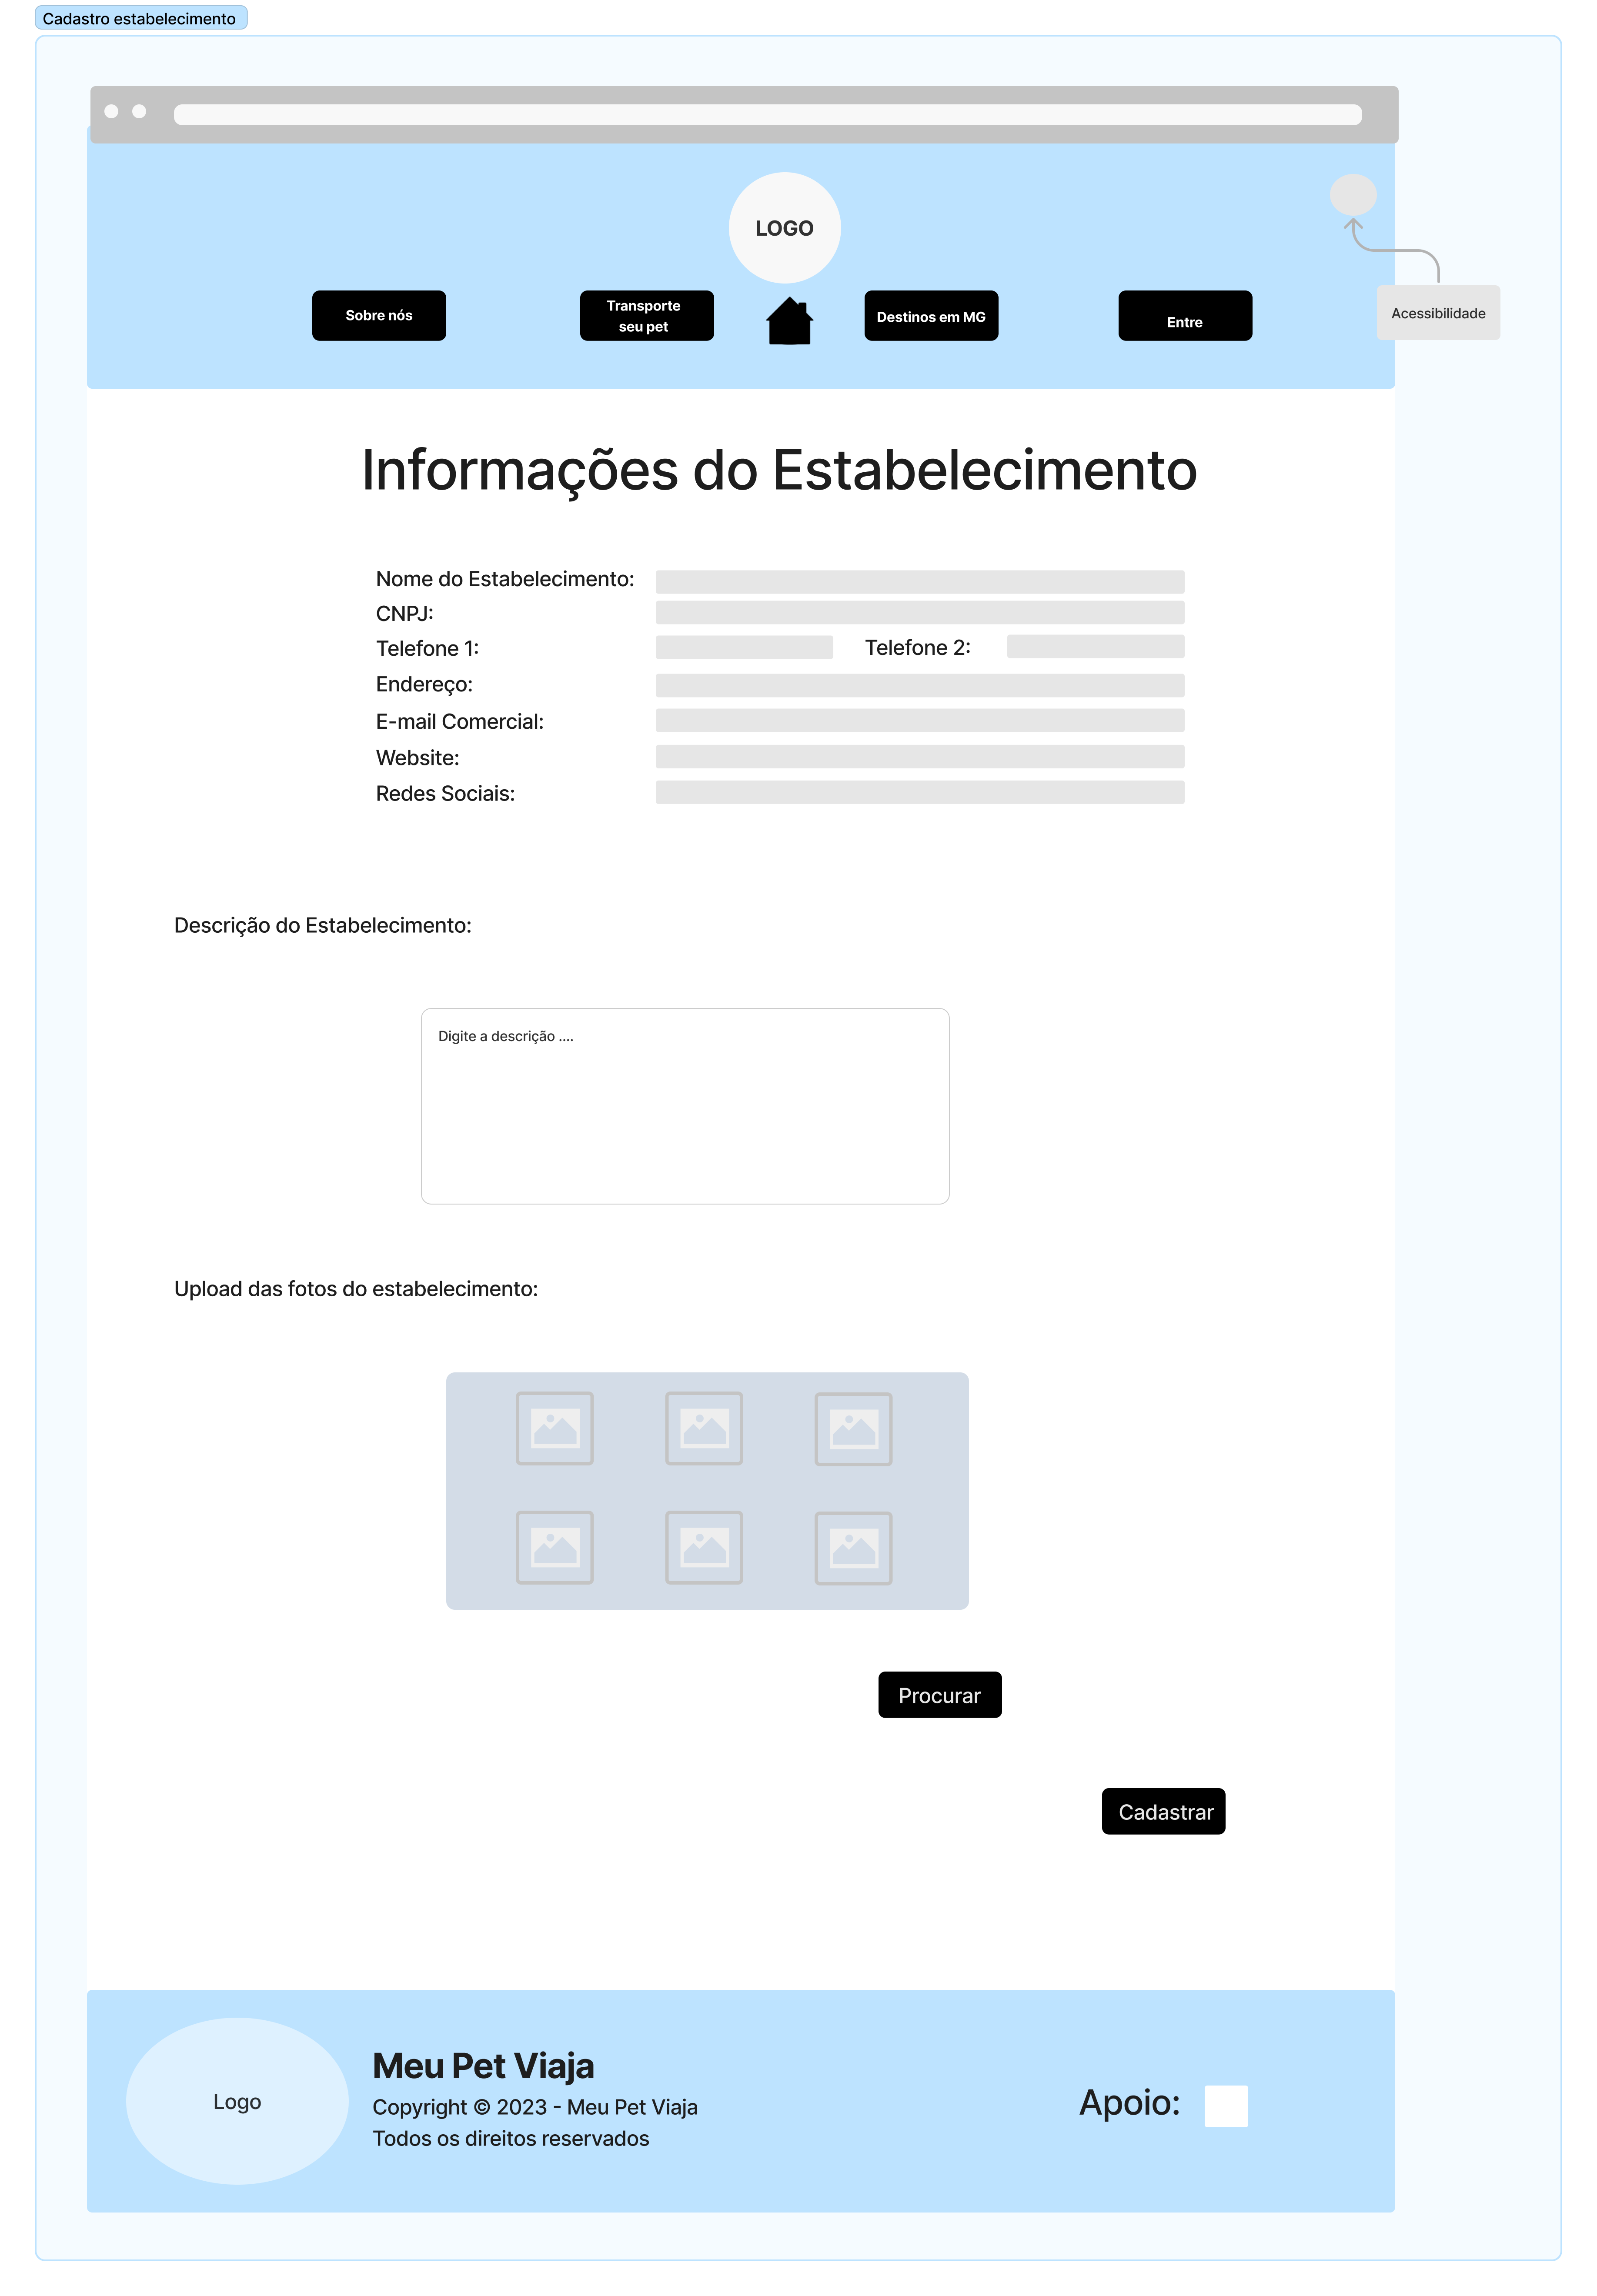 Cadastro estabelecimento
LOGO
Sobre nós
Transporte
seu pet
Destinos em MG
Entre
Acessibilidade
Informações do Estabelecimento
Nome do Estabelecimento:
CNPJ:
Telefone 1:
Telefone 2:
Endereço:
E-mail Comercial:
Website:
Redes Sociais:
Descrição do Estabelecimento:
Digite a descrição ....
Upload das fotos do estabelecimento:
Procurar
Cadastrar
Logo
Meu Pet Viaja
Copyright © 2023 - Meu Pet Viaja
Todos os direitos reservados
Apoio: